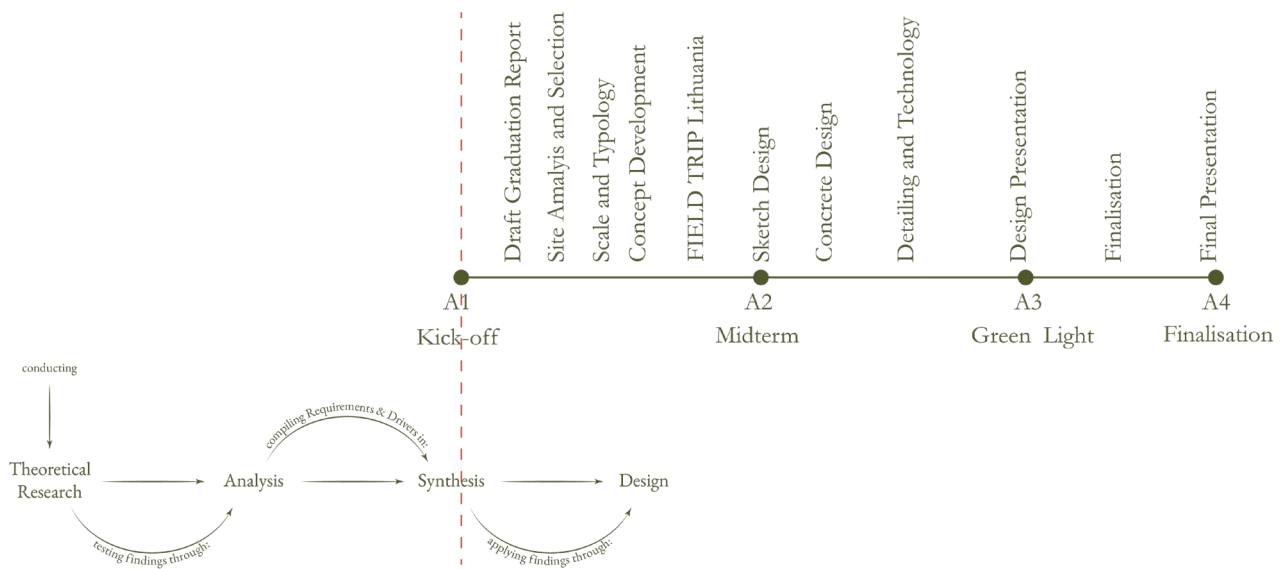 Draft Graduation Report
Site Amalyis and Selection
Scale and Typology
Concept Development
FIELD TRIP Lithuania
Sketch Design
Concrete Design
Detailing and Technology
Design Presentation
Finalisation
Final Presentation
A1
A2
A3
A4
Kick-off
Midterm
Green Light
Finalisation
conducting
compiling Requirements & Drivers in:
Theoretical
Research
Analysis
Synthesis
Design
testing findings through:
applying findings through: